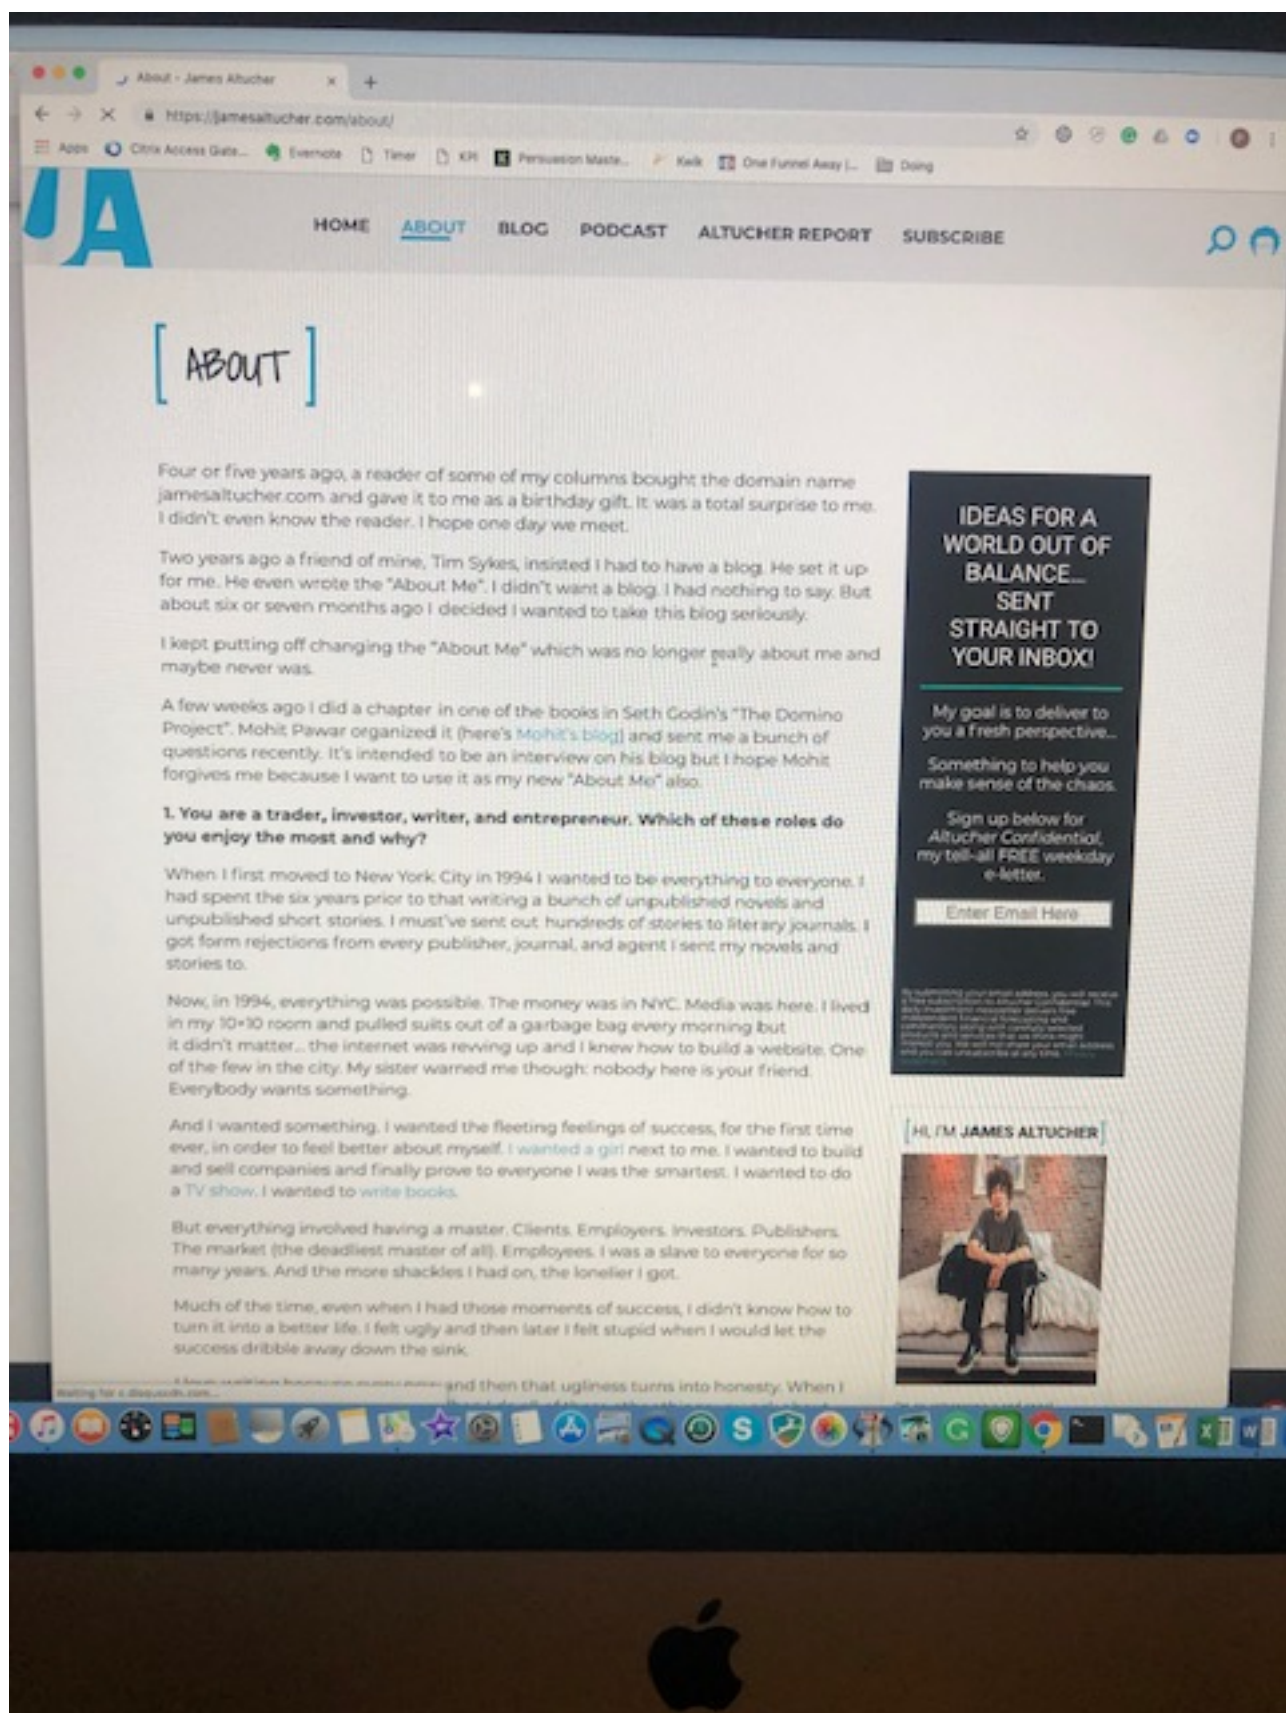 About - James Altucher
https://jamesaltucher.com/about/
Apps
Citrix Access Gate...
Evernote
Timer
KPI
Persuasion Maste...
Kwik
One Funnel Away |...
Doing
JA
HOME
ABOUT
BLOG
PODCAST
ALTUCHER REPORT
SUBSCRIBE
[ ABOUT ]
Four or five years ago, a reader of some of my columns bought the domain name
jamesaltucher.com and gave it to me as a birthday gift. It was a total surprise to me.
I didn't even know the reader. I hope one day we meet.
Two years ago a friend of mine, Tim Sykes, insisted I had to have a blog. He set it up
for me. He even wrote the "About Me". I didn't want a blog. I had nothing to say. But
about six or seven months ago I decided I wanted to take this blog seriously.
I kept putting off changing the "About Me" which was no longer really about me and
maybe never was.
A few weeks ago I did a chapter in one of the books in Seth Godin's "The Domino
Project". Mohit Pawar organized it (here's Mohit's blog) and sent me a bunch of
questions recently. It's intended to be an interview on his blog but I hope Mohit
forgives me because I want to use it as my new "About Me" also.
1. You are a trader, investor, writer, and entrepreneur. Which of these roles do
you enjoy the most and why?
When I first moved to New York City in 1994 I wanted to be everything to everyone. I
had spent the six years prior to that writing a bunch of unpublished novels and
unpublished short stories. I must've sent out hundreds of stories to literary journals. I
got form rejections from every publisher, journal, and agent I sent my novels and
stories to.
Now, in 1994, everything was possible. The money was in NYC. Media was here. I lived
in my 10×10 room and pulled suits out of a garbage bag every morning but
it didn't matter... the internet was revving up and I knew how to build a website. One
of the few in the city. My sister warned me though: nobody here is your friend.
Everybody wants something.
And I wanted something. I wanted the fleeting feelings of success, for the first time
ever, in order to feel better about myself. I wanted a girl next to me. I wanted to build
and sell companies and finally prove to everyone I was the smartest. I wanted to do
a TV show. I wanted to write books.
But everything involved having a master. Clients. Employers. Investors. Publishers.
The market (the deadliest master of all). Employees. I was a slave to everyone for so
many years. And the more shackles I had on, the lonelier I got.
Much of the time, even when I had those moments of success, I didn't know how to
turn it into a better life. I felt ugly and then later I felt stupid when I would let the
success dribble away down the sink.
and then that ugliness turns into honesty. When I
IDEAS FOR A
WORLD OUT OF
BALANCE...
SENT
STRAIGHT TO
YOUR INBOX!
My goal is to deliver to
you a fresh perspective...
Something to help you
make sense of the chaos.
Sign up below for
Altucher Confidential,
my tell-all FREE weekday
e-letter.
Enter Email Here
[HI, I'M JAMES ALTUCHER]